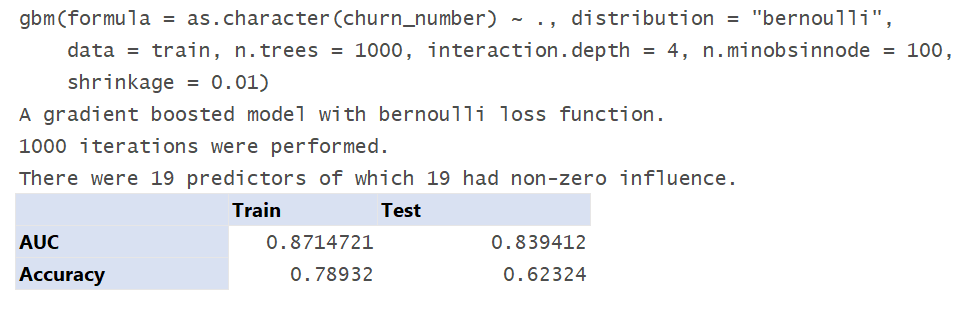 gbm(formula = as.character(churn_number) ~ ., distribution = "bernoulli",
data = train, n.trees = 1000, interaction.depth = 4, n.minobsinnode = 100,
shrinkage = 0.01)
A gradient boosted model with bernoulli loss function.
1000 iterations were performed.
There were 19 predictors of which 19 had non-zero influence.
Train Test
AUC 0.8714721 0.839412
Accuracy 0.78932 0.62324